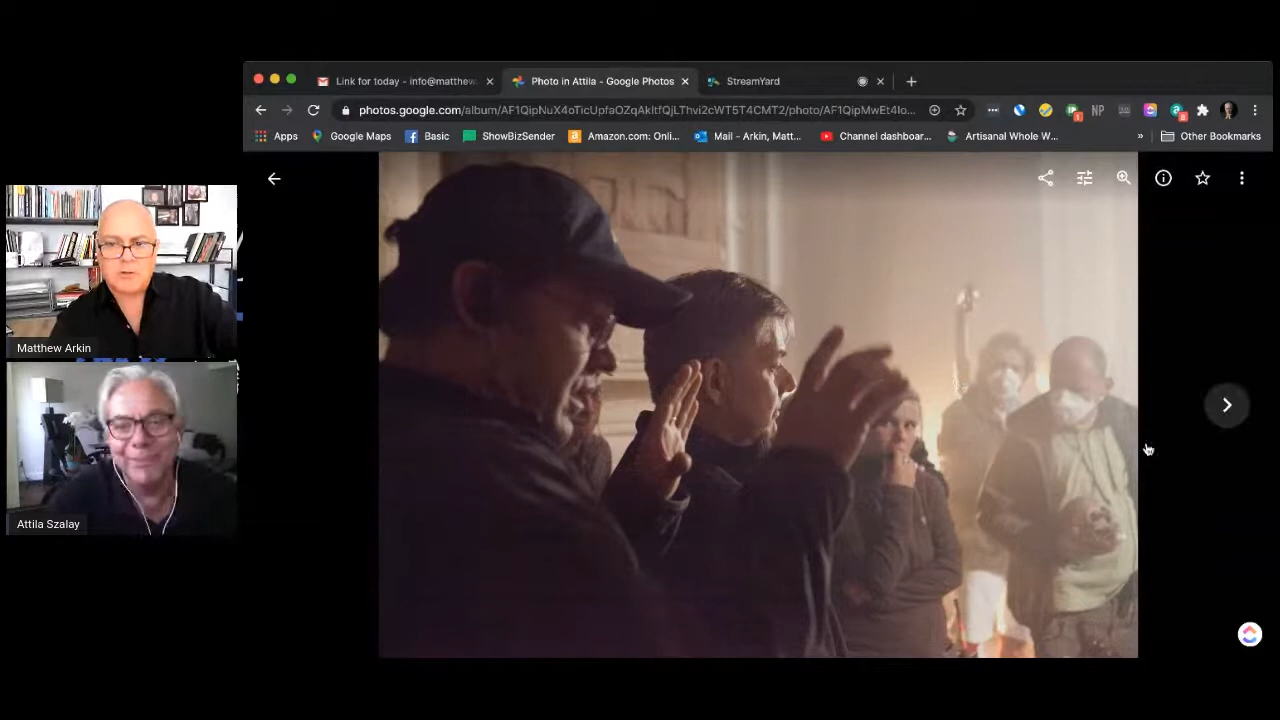 Link for today - info@matthew
Photo in Attila - Google Photos
StreamYard
photos.google.com/album/AF1QipNuX4oTicUpfaOZqAkItfQjLThvi2cWT5T4CMT2/photo/AF1QipMwEt4Io...
NP
Apps
Google Maps
Basic
ShowBizSender
Amazon.com: Onli...
Mail - Arkin, Matt...
Channel dashboar...
Artisanal Whole W...
»
Other Bookmarks
Matthew Arkin
Attila Szalay